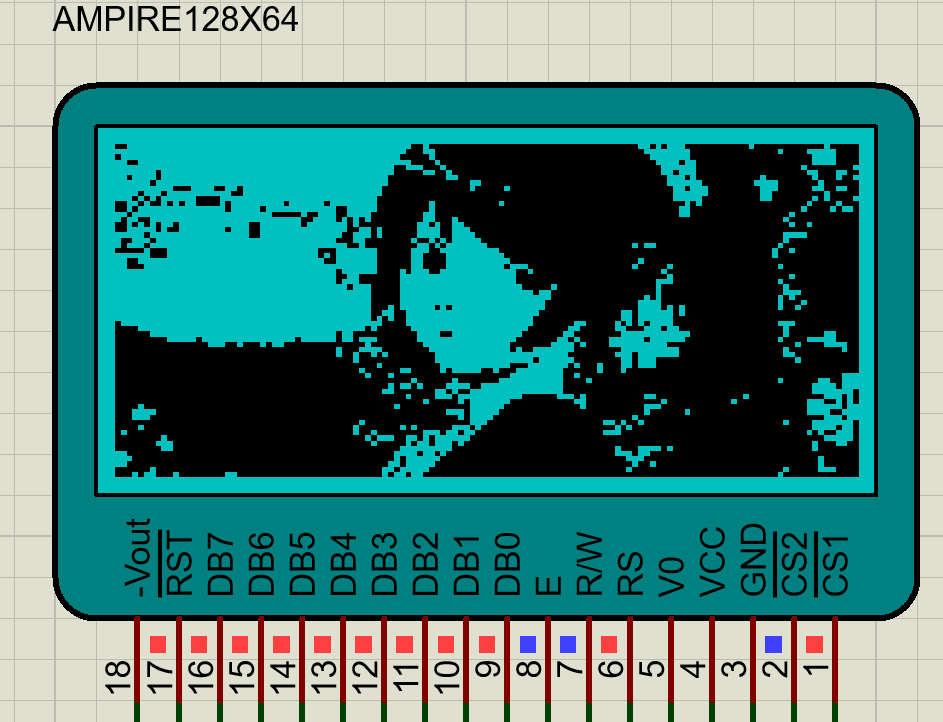 AMPIRE128X64
-Vout
RST
DB7
DB6
DB5
DB4
DB3
DB2
DB1
DB0
E
R/W
RS
V0
VCC
GND
CS2
CS1
18
17
16
15
14
13
12
11
10
9
8
7
6
5
4
3
2
1